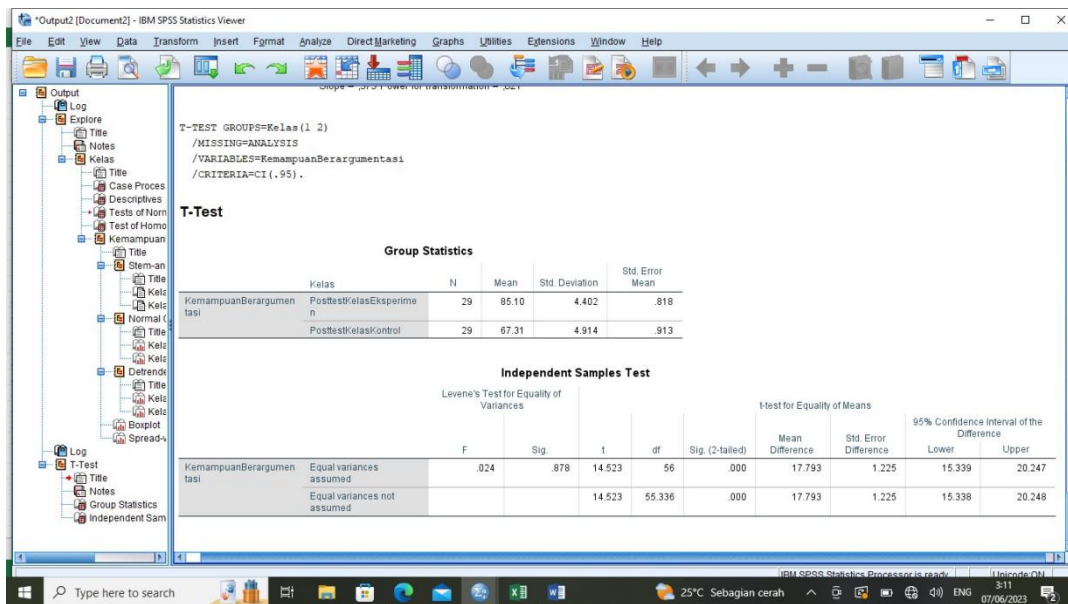 *Output2 [Document2] - IBM SPSS Statistics Viewer
File Edit View Data Transform Insert Format Analyze Direct Marketing Graphs Utilities Extensions Window Help
Output
Log
Explore
Title
Notes
Kelas
Title
Case Proces
Descriptives
Tests of Norn
Test of Homo
Kemampuan
Title
Stem-an
Title
Kela
Kela
Normal
Title
Kela
Kela
Detrende
Title
Kela
Kela
Boxplot
Spread-v
Log
T-Test
Title
Notes
Group Statistics
Independent Sam
T-TEST GROUPS=Kelas(1 2)
/MISSING=ANALYSIS
/VARIABLES=KemampuanBerargumentasi
/CRITERIA=CI(.95).
T-Test
Group Statistics
Kelas N Mean Std. Deviation Std. Error Mean
KemampuanBerargumentasi PosttestKelasEksperimen 29 85.10 4.402 .818
PosttestKelasKontrol 29 67.31 4.914 .913
Independent Samples Test
Levene's Test for Equality of Variances t-test for Equality of Means
95% Confidence Interval of the Difference
F Sig. t df Sig. (2-tailed) Mean Difference Std. Error Difference Lower Upper
KemampuanBerargumentasi Equal variances assumed .024 .878 14.523 56 .000 17.793 1.225 15.339 20.247
Equal variances not assumed 14.523 55.336 .000 17.793 1.225 15.338 20.248
IBM SPSS Statistics Processor is ready Unicode:ON
Type here to search 25°C Sebagian cerah ENG 3:11 07/06/2023